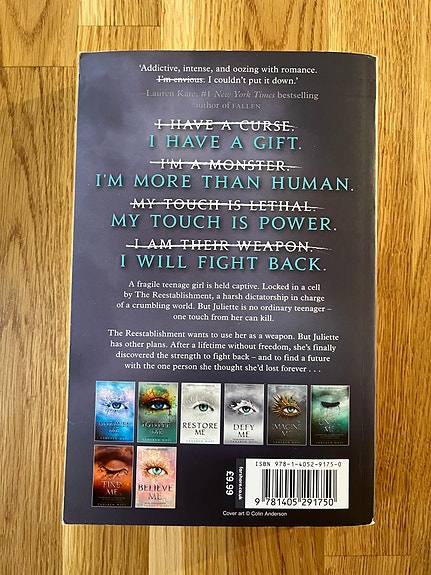 'Addictive, intense, and oozing with romance.
I'm envious. I couldn't put it down.'
—Lauren Kate, #1 New York Times bestselling
author of FALLEN
I HAVE A CURSE.
I HAVE A GIFT.
I'M A MONSTER.
I'M MORE THAN HUMAN.
MY TOUCH IS LETHAL.
MY TOUCH IS POWER.
I AM THEIR WEAPON.
I WILL FIGHT BACK.
A fragile teenage girl is held captive. Locked in a cell
by The Reestablishment, a harsh dictatorship in charge
of a crumbling world. But Juliette is no ordinary teenager –
one touch from her can kill.
The Reestablishment wants to use her as a weapon. But Juliette
has other plans. After a lifetime without freedom, she's finally
discovered the strength to fight back – and to find a future
with the one person she thought she'd lost forever . . .
RESTORE
ME
DEFY
ME
IMAGINE
ME
FIND
ME
BELIEVE
ME
farshore.co.uk
£9.99
ISBN 978-1-4052-9175-0
9 781405 291750
Cover art © Colin Anderson